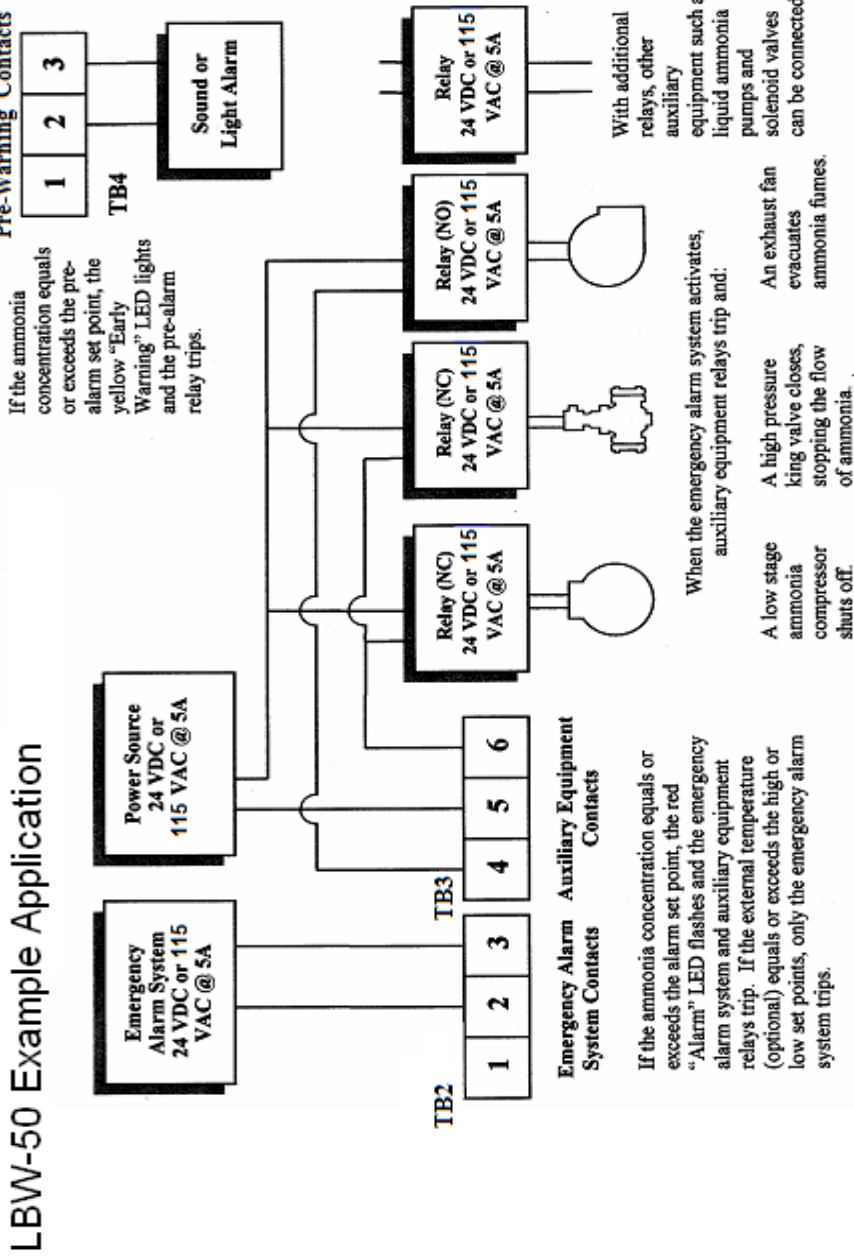 LBW-50 Example Application
Emergency
Alarm System
24 VDC or 115
VAC @ 5A
Power Source
24 VDC or
115 VAC @ 5A
If the ammonia
concentration equals
or exceeds the pre-
alarm set point, the
yellow “Early
Warning” LED lights
and the pre-alarm
relay trips.
Pre-Warning Contacts
1 2 3
TB4
Sound or
Light Alarm
TB2
1 2 3
Emergency Alarm
System Contacts
TB3
4 5 6
Auxiliary Equipment
Contacts
Relay (NC)
24 VDC or 115
VAC @ 5A
Relay (NC)
24 VDC or 115
VAC @ 5A
Relay (NO)
24 VDC or 115
VAC @ 5A
Relay
24 VDC or 115
VAC @ 5A
If the ammonia concentration equals or
exceeds the alarm set point, the red
“Alarm” LED flashes and the emergency
alarm system and auxiliary equipment
relays trip. If the external temperature
(optional) equals or exceeds the high or
low set points, only the emergency alarm
system trips.
When the emergency alarm system activates,
auxiliary equipment relays trip and:
A low stage
ammonia
compressor
shuts off.
A high pressure
king valve closes,
stopping the flow
of ammonia.
An exhaust fan
evacuates
ammonia fumes.
With additional
relays, other
auxiliary
equipment such a
liquid ammonia
pumps and
solenoid valves
can be connected